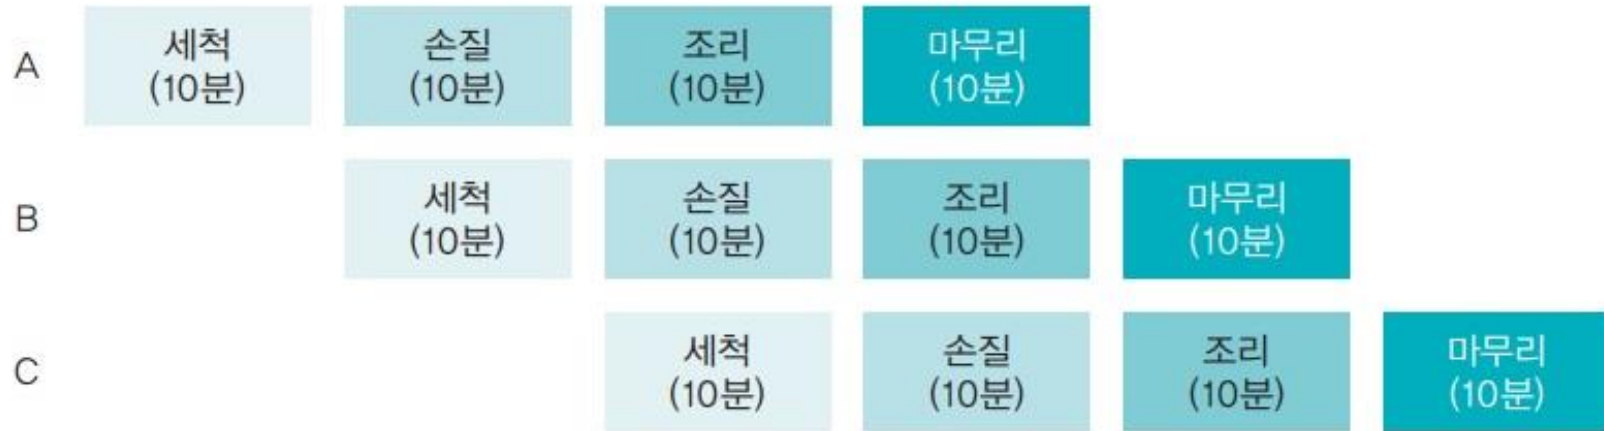 A
세척
(10분)
손질
(10분)
조리
(10분)
마무리
(10분)
B
세척
(10분)
손질
(10분)
조리
(10분)
마무리
(10분)
C
세척
(10분)
손질
(10분)
조리
(10분)
마무리
(10분)